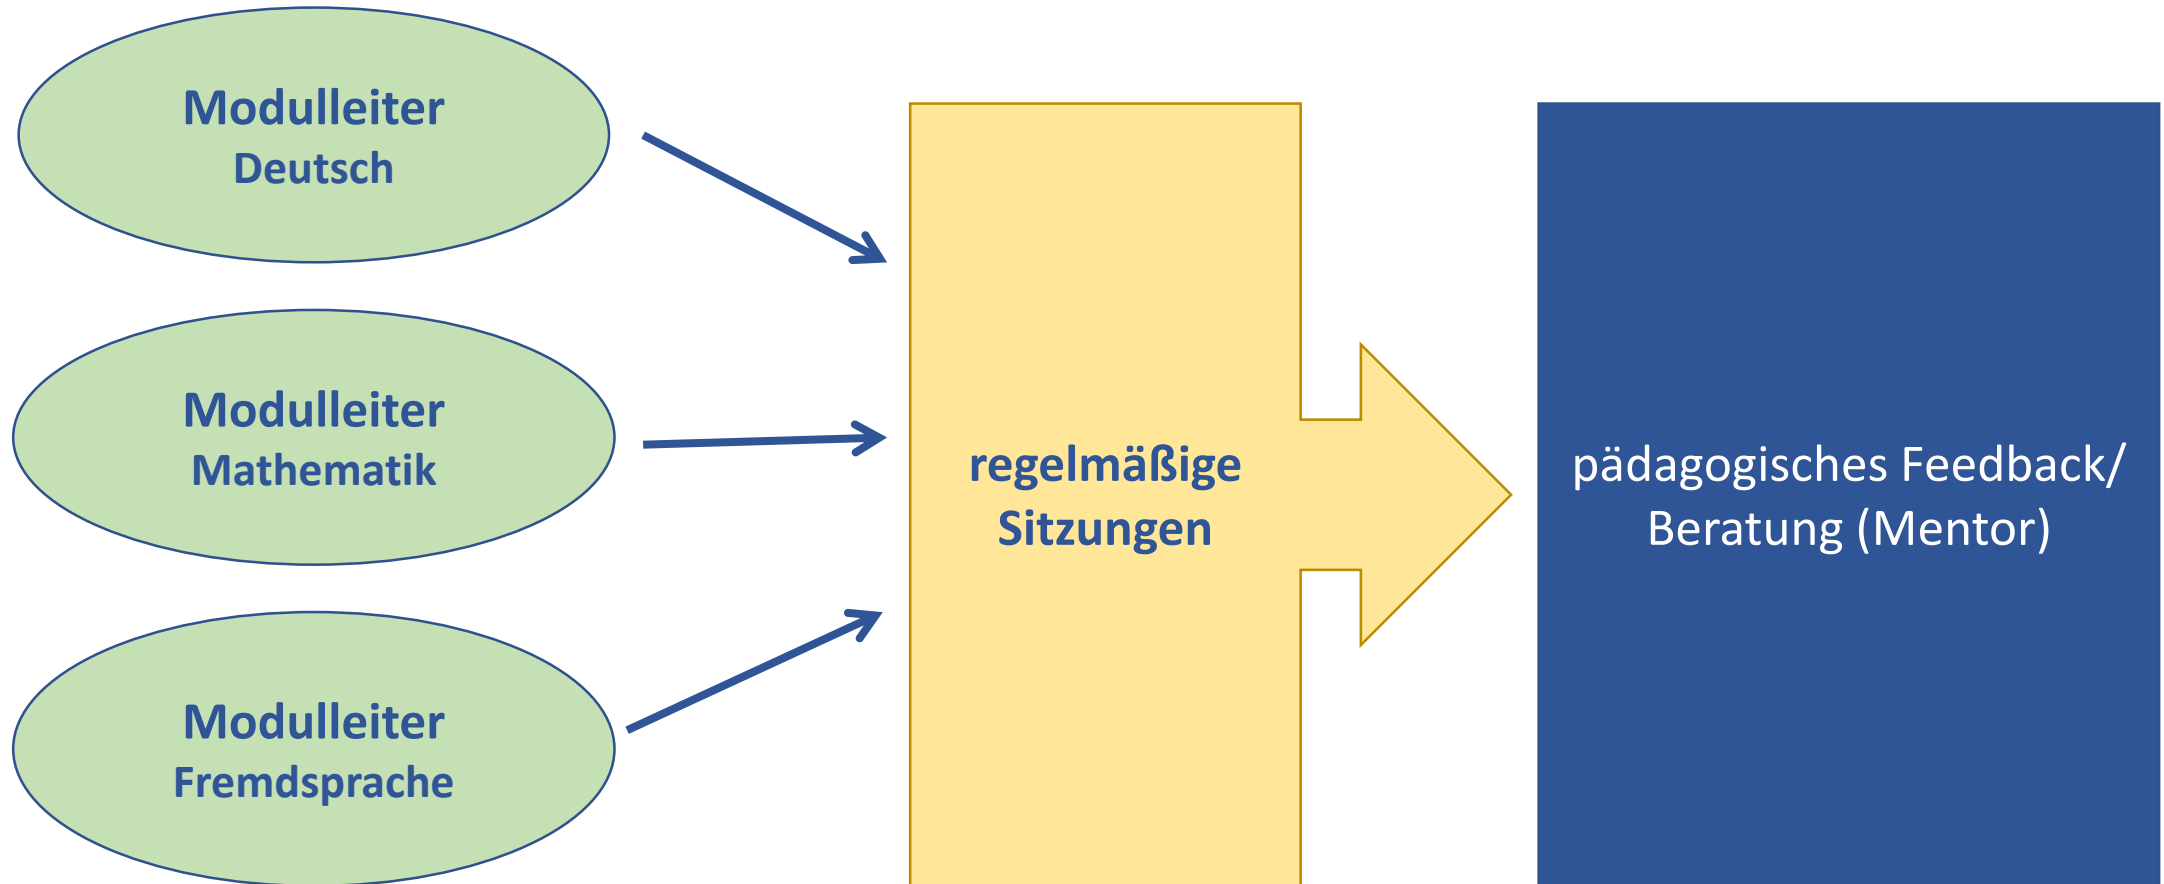 Modulleiter
Deutsch
Modulleiter
Mathematik
Modulleiter
Fremdsprache
regelmäßige
Sitzungen
pädagogisches Feedback/
Beratung (Mentor)